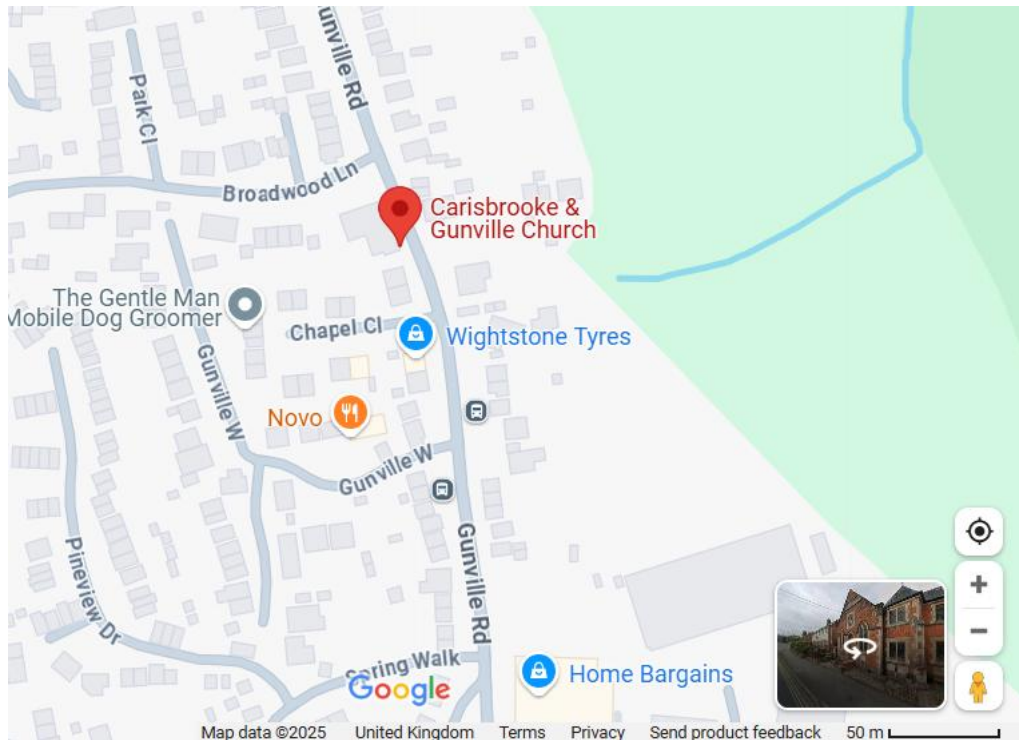 unville Rd
Park Cl
Broadwood Ln
Carisbrooke &
Gunville Church
The Gentle Man
Mobile Dog Groomer
Chapel Cl
Wightstone Tyres
Gunville W
Novo
Gunville W
Gunville Rd
Pineview Dr
Spring Walk
Google
Home Bargains
Map data ©2025 United Kingdom Terms Privacy Send product feedback 50 m